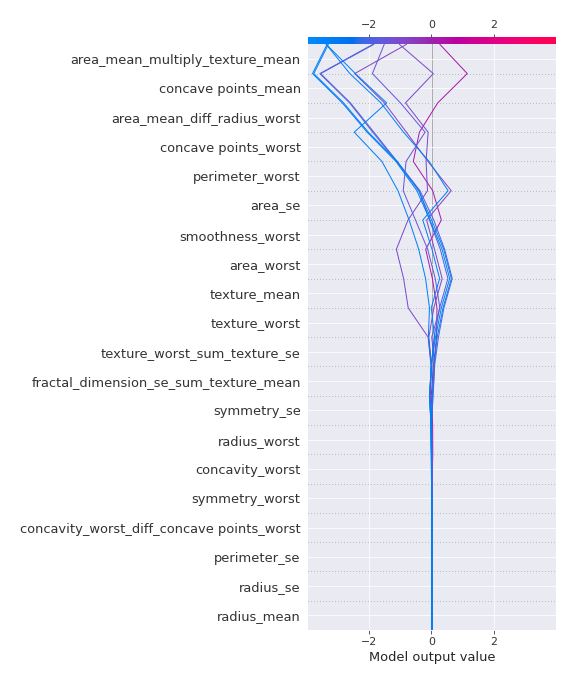 −2 0 2
area_mean_multiply_texture_mean
concave points_mean
area_mean_diff_radius_worst
concave points_worst
perimeter_worst
area_se
smoothness_worst
area_worst
texture_mean
texture_worst
texture_worst_sum_texture_se
fractal_dimension_se_sum_texture_mean
symmetry_se
radius_worst
concavity_worst
symmetry_worst
concavity_worst_diff_concave points_worst
perimeter_se
radius_se
radius_mean
−2 0 2
Model output value